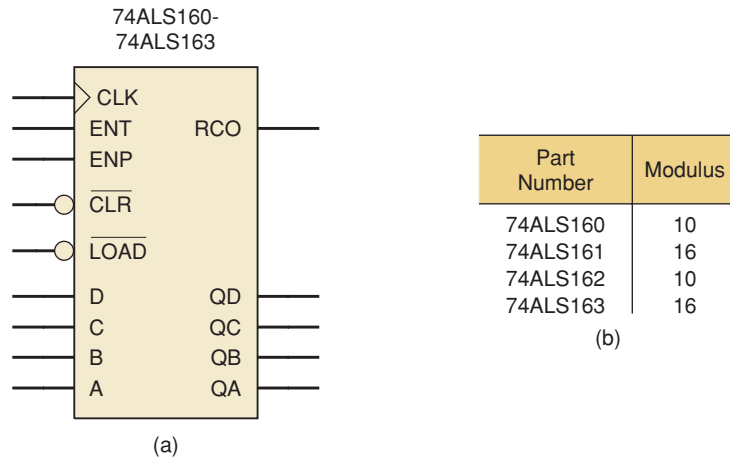 74ALS160-
74ALS163
CLK
ENT RCO
ENP
CLR
LOAD
D QD
C QC
B QB
A QA
(a)
Part Number Modulus
74ALS160 10
74ALS161 16
74ALS162 10
74ALS163 16
(b)